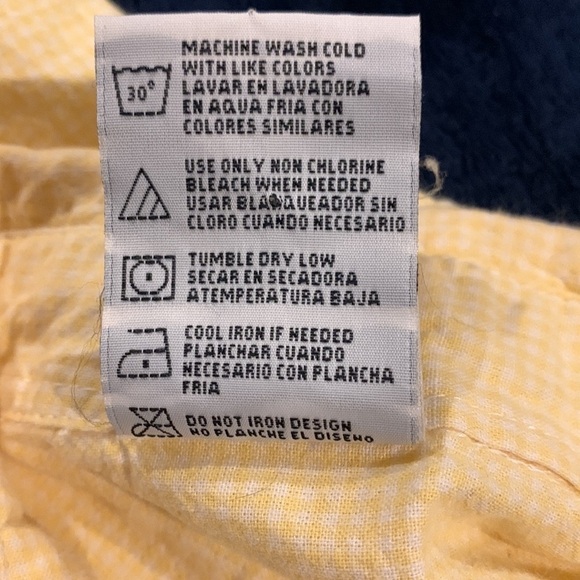 MACHINE WASH COLD
WITH LIKE COLORS
LAVAR EN LAVADORA
EN AGUA FRIA CON
COLORES SIMILARES
30°
USE ONLY NON CHLORINE
BLEACH WHEN NEEDED
USAR BLANQUEADOR SIN
CLORO CUANDO NECESARIO
TUMBLE DRY LOW
SECAR EN SECADORA
ATEMPERATURA BAJA
COOL IRON IF NEEDED
PLANCHAR CUANDO
NECESARIO CON PLANCHA
FRIA
DO NOT IRON DESIGN
NO PLANCHE EL DISENO